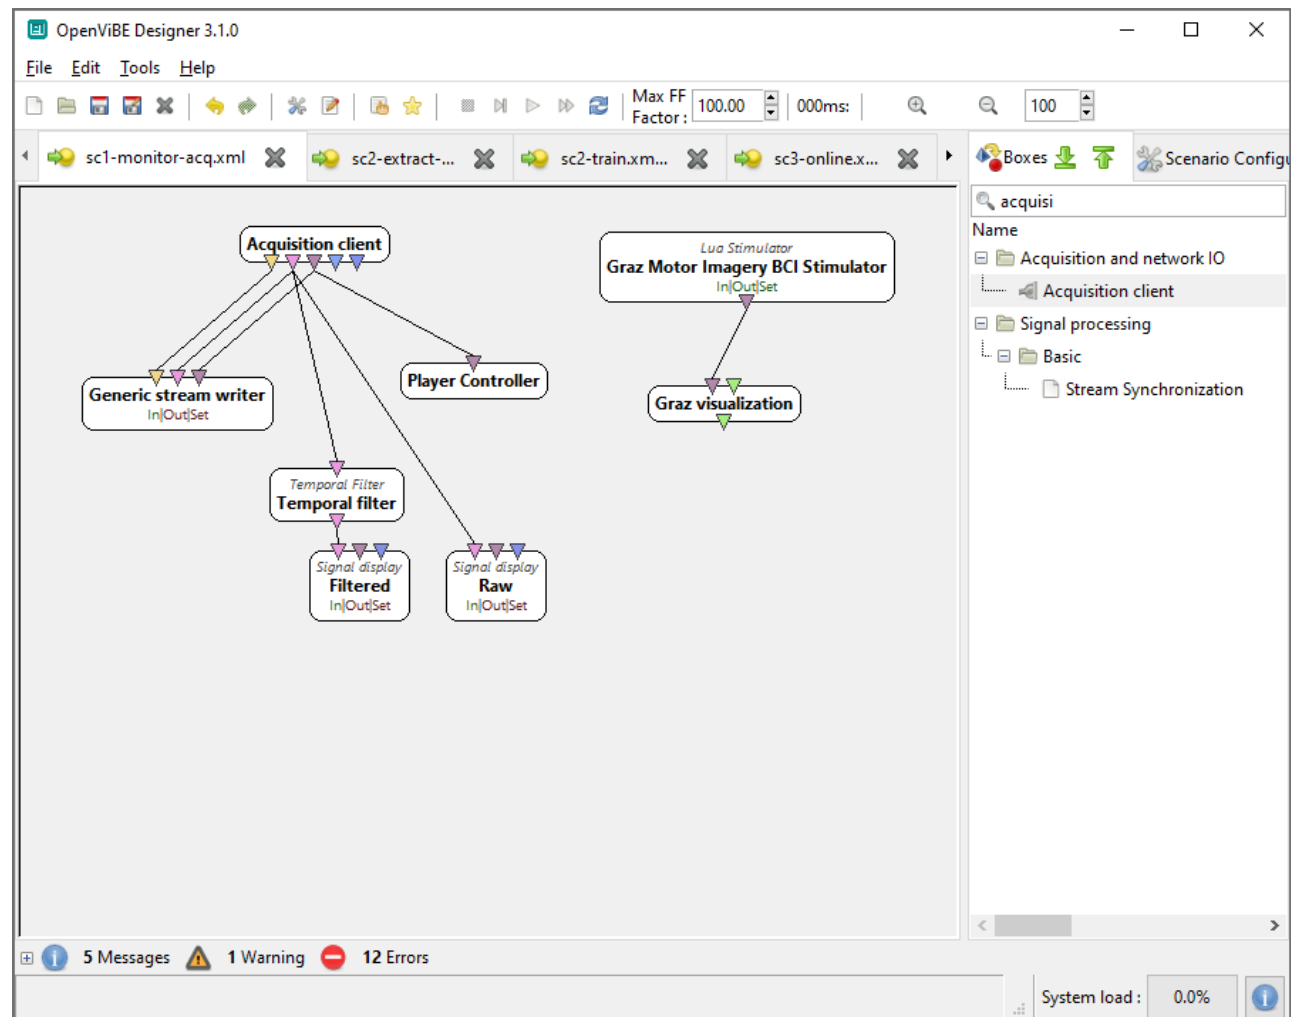 OpenViBE Designer 3.1.0
File Edit Tools Help
Max FF
Factor :
100.00
000ms:
100
sc1-monitor-acq.xml
sc2-extract-...
sc2-train.xm...
sc3-online.x...
Boxes
Scenario Configu
acquisi
Name
Acquisition and network IO
Acquisition client
Signal processing
Basic
Stream Synchronization
Acquisition client
Lua Stimulator
Graz Motor Imagery BCI Stimulator
In|Out|Set
Player Controller
Generic stream writer
In|Out|Set
Graz visualization
Temporal Filter
Temporal filter
Signal display
Filtered
In|Out|Set
Signal display
Raw
In|Out|Set
5 Messages
1 Warning
12 Errors
System load :
0.0%